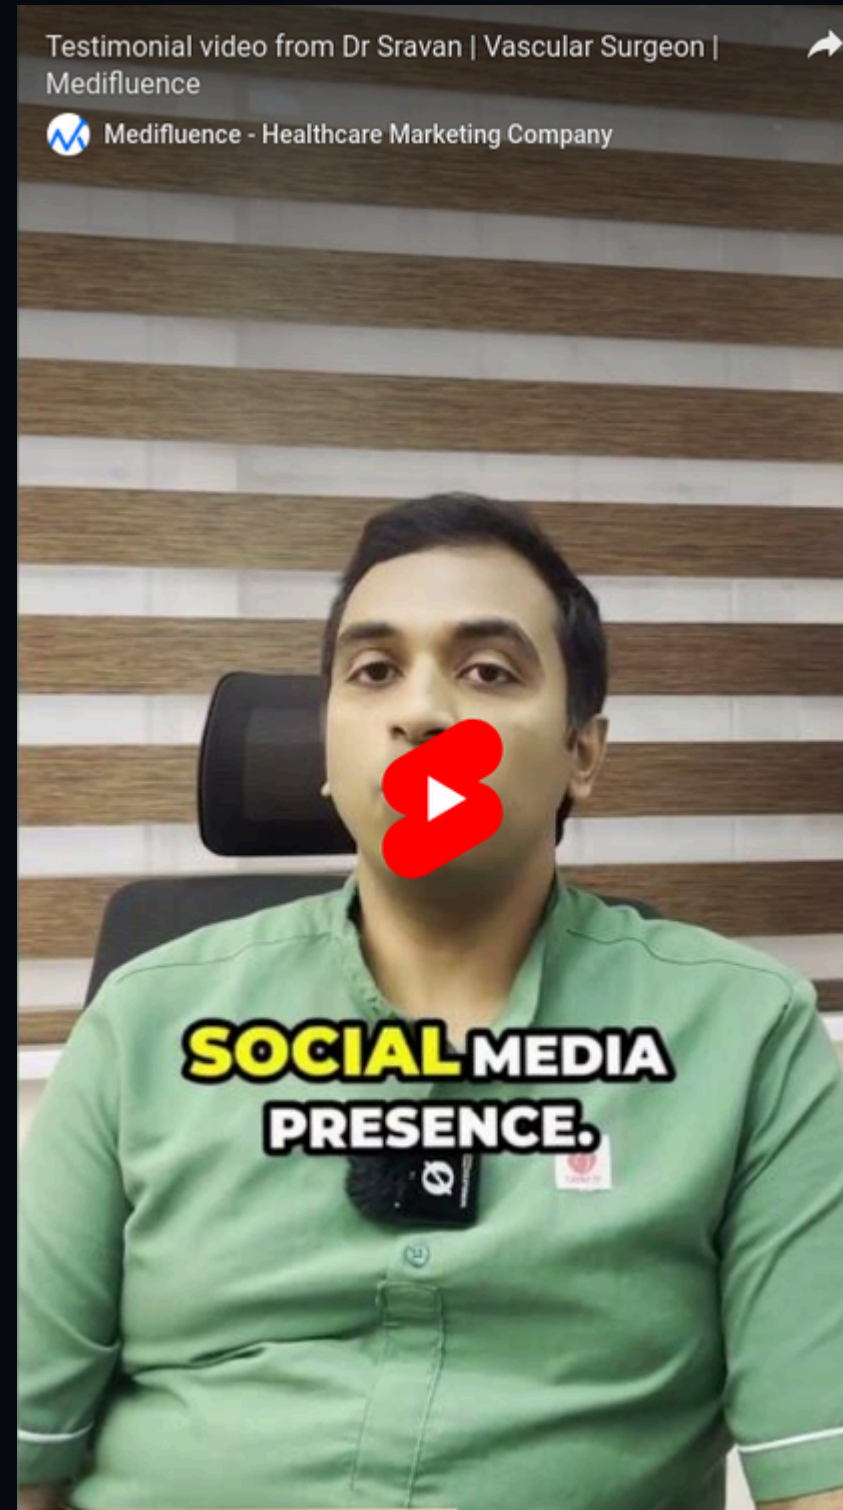 Testimonial video from Dr Sravan | Vascular Surgeon |
Medifluence
Medifluence - Healthcare Marketing Company
SOCIAL MEDIA
PRESENCE.